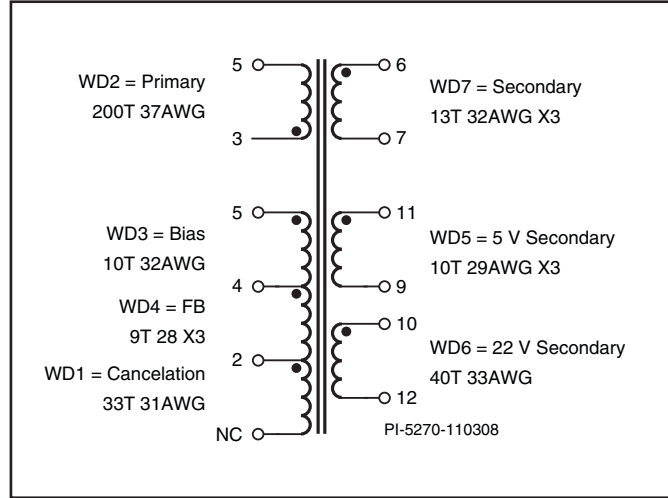 5
WD2 = Primary
200T 37AWG
3
5
WD3 = Bias
10T 32AWG
4
WD4 = FB
9T 28 X3
2
WD1 = Cancelation
33T 31AWG
NC
6
WD7 = Secondary
13T 32AWG X3
7
11
WD5 = 5 V Secondary
10T 29AWG X3
9
10
WD6 = 22 V Secondary
40T 33AWG
12
PI-5270-110308